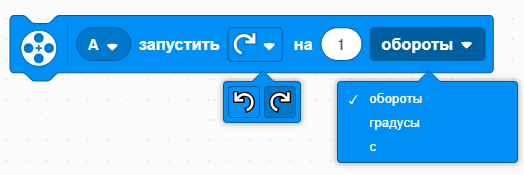 A запустить на 1 обороты
✓ обороты
градусы
с